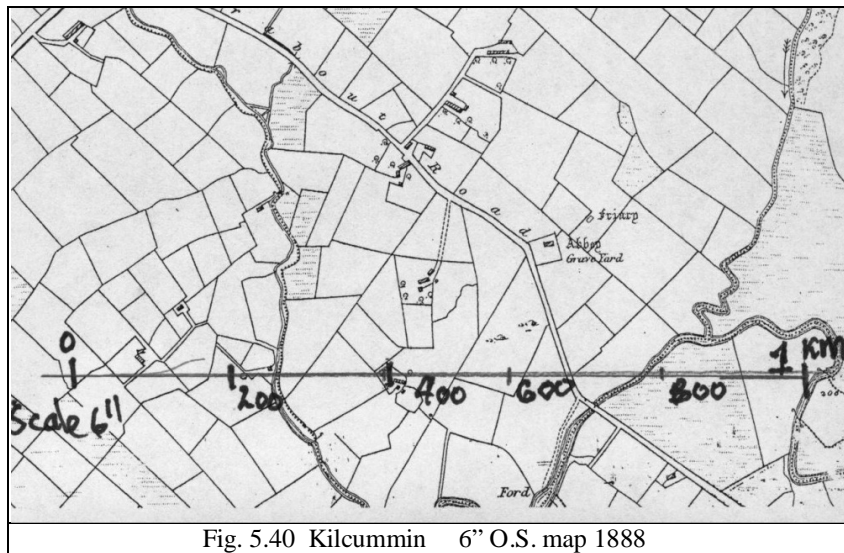 r a b o u t R o a d
Friary
Abbey
Grave Yard
0
200
400
600
800
1 KM
Scale 6"
Ford
Fig. 5.40 Kilcummin 6” O.S. map 1888